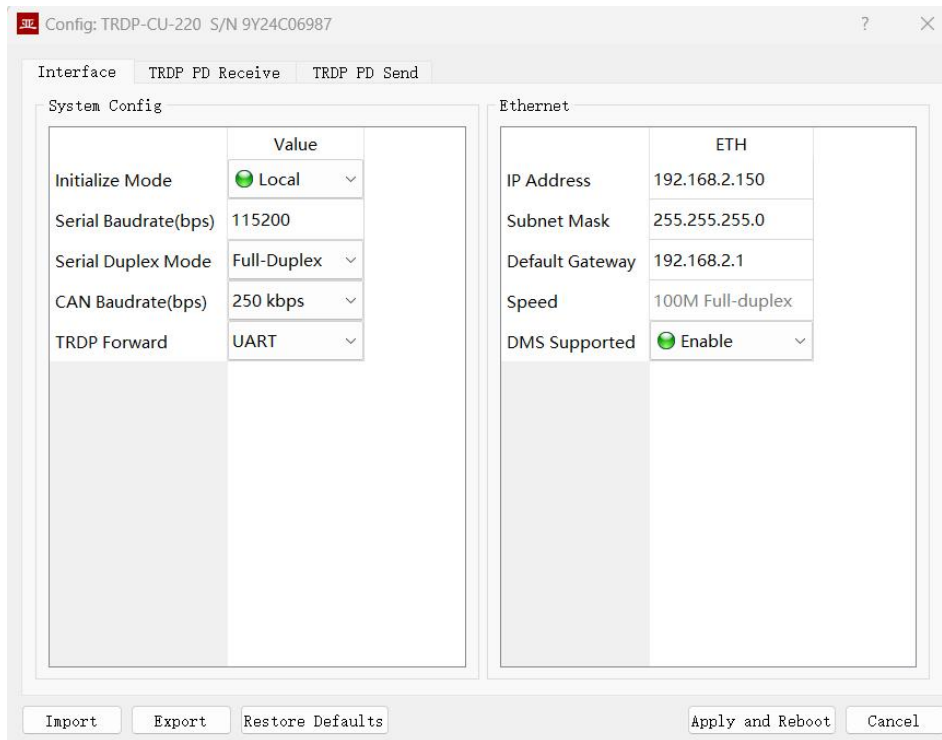 亚 Config: TRDP-CU-220 S/N 9Y24C06987 ?
Interface TRDP PD Receive TRDP PD Send
System Config
Value
Initialize Mode Local
Serial Baudrate(bps) 115200
Serial Duplex Mode Full-Duplex
CAN Baudrate(bps) 250 kbps
TRDP Forward UART
Ethernet
ETH
IP Address 192.168.2.150
Subnet Mask 255.255.255.0
Default Gateway 192.168.2.1
Speed 100M Full-duplex
DMS Supported Enable
Import Export Restore Defaults Apply and Reboot Cancel